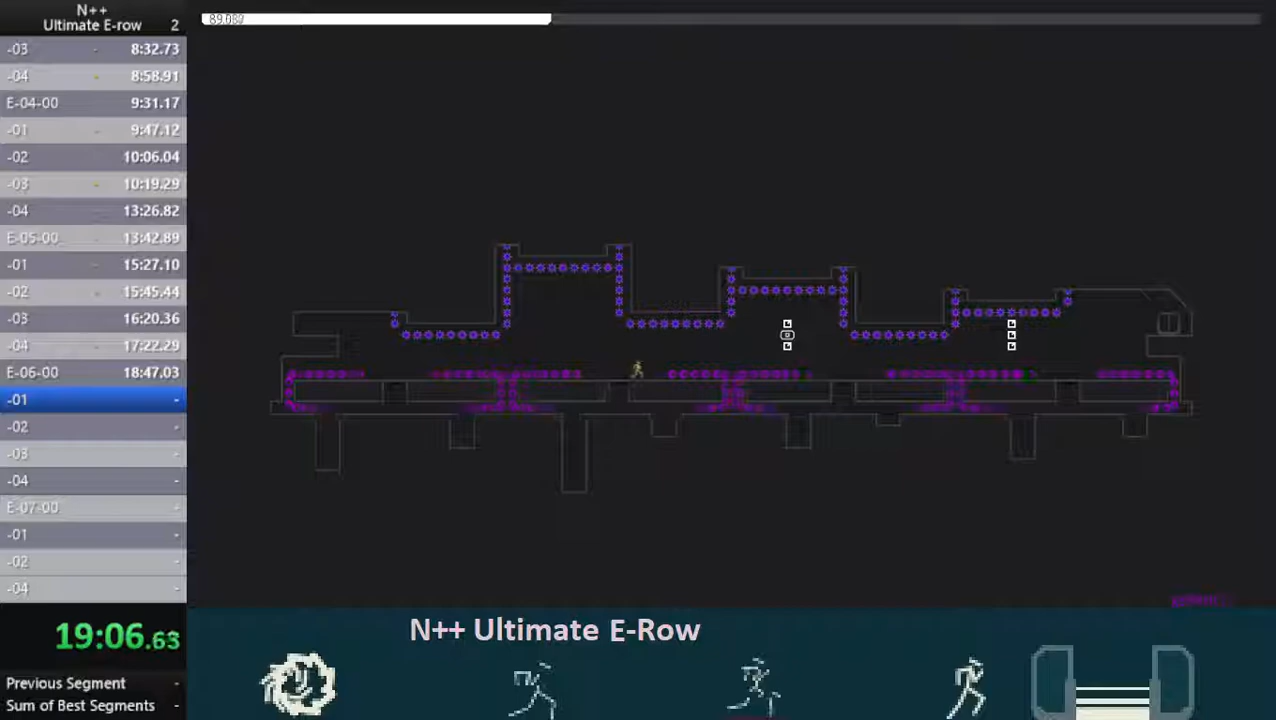 N++
Ultimate E-row 2
-03 - 8:32.73
-04 - 8:58.91
E-04-00 9:31.17
-01 - 9:47.12
-02 10:06.04
-03 - 10:19.29
-04 13:26.82
E-05-00 13:42.89
-01 15:27.10
-02 15:45.44
-03 16:20.36
-04 17:22.29
E-06-00 18:47.03
-01 -
-02 -
-03 -
-04 -
E-07-00 -
-01 -
-02 -
-04 -
19:06.63
Previous Segment -
Sum of Best Segments -
N++ Ultimate E-Row